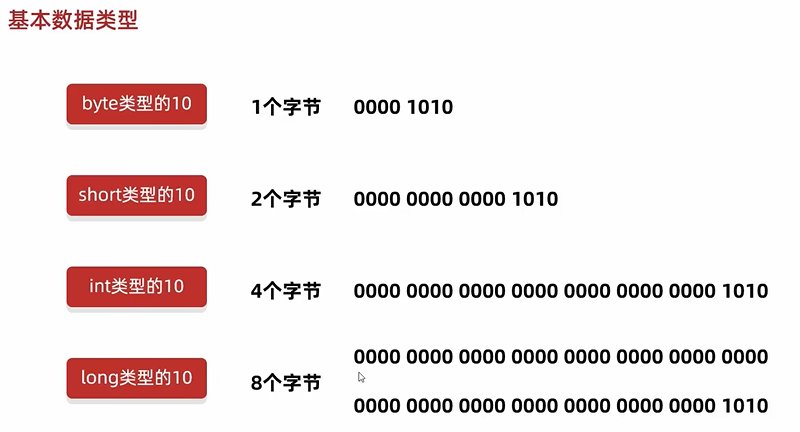 基本数据类型
byte类型的10 1个字节 0000 1010
short类型的10 2个字节 0000 0000 0000 1010
int类型的10 4个字节 0000 0000 0000 0000 0000 0000 0000 1010
long类型的10 8个字节 0000 0000 0000 0000 0000 0000 0000 0000
0000 0000 0000 0000 0000 0000 0000 1010